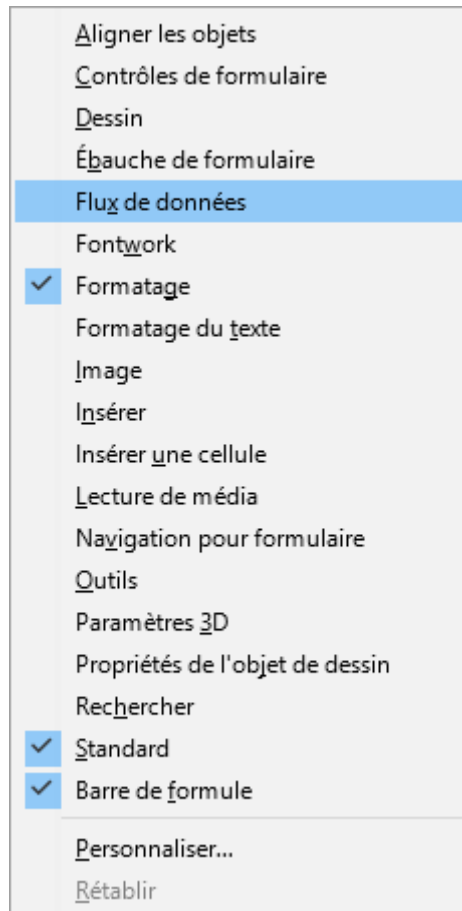 Aligner les objets
Contrôles de formulaire
Dessin
Ébauche de formulaire
Flux de données
Fontwork
Formatage
Formatage du texte
Image
Insérer
Insérer une cellule
Lecture de média
Navigation pour formulaire
Outils
Paramètres 3D
Propriétés de l'objet de dessin
Rechercher
Standard
Barre de formule
Personnaliser...
Rétablir